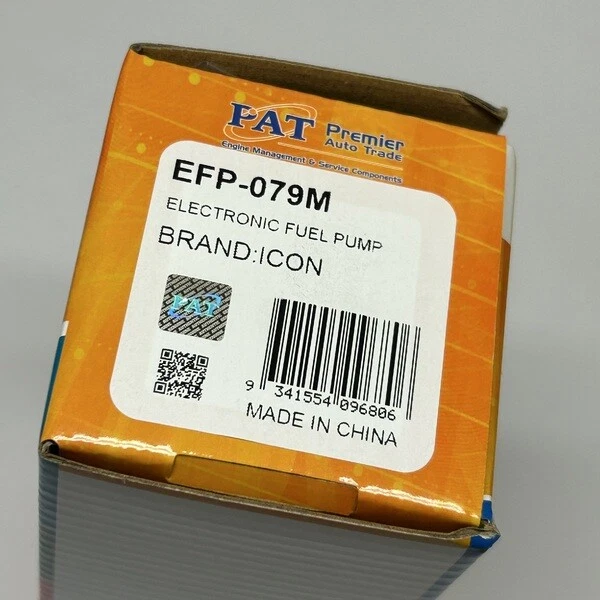 PAT Premier
Auto Trade
Engine Management & Service Components.
EFP-079M
ELECTRONIC FUEL PUMP
BRAND:ICON
PAT
9 341554 096806
MADE IN CHINA